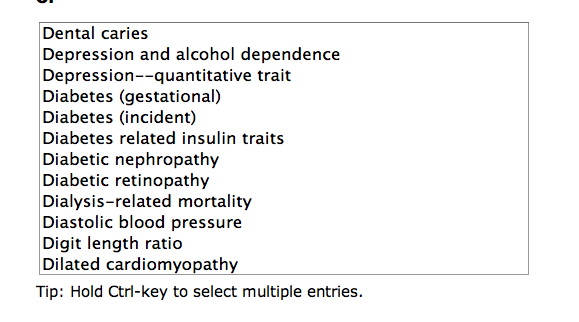 Dental caries
Depression and alcohol dependence
Depression--quantitative trait
Diabetes (gestational)
Diabetes (incident)
Diabetes related insulin traits
Diabetic nephropathy
Diabetic retinopathy
Dialysis-related mortality
Diastolic blood pressure
Digit length ratio
Dilated cardiomyopathy
Tip: Hold Ctrl-key to select multiple entries.